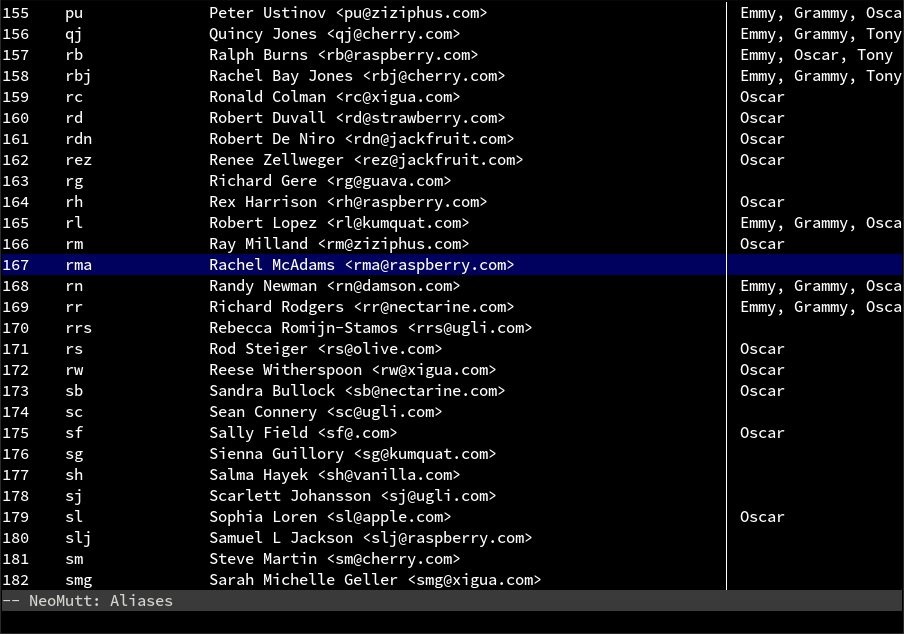 155 pu Peter Ustinov <pu@ziziphus.com> Emmy, Grammy, Osca
156 qj Quincy Jones <qj@cherry.com> Emmy, Grammy, Tony
157 rb Ralph Burns <rb@raspberry.com> Emmy, Oscar, Tony
158 rbj Rachel Bay Jones <rbj@cherry.com> Emmy, Grammy, Tony
159 rc Ronald Colman <rc@xigua.com> Oscar
160 rd Robert Duvall <rd@strawberry.com> Oscar
161 rdn Robert De Niro <rdn@jackfruit.com> Oscar
162 rez Renee Zellweger <rez@jackfruit.com> Oscar
163 rg Richard Gere <rg@guava.com>
164 rh Rex Harrison <rh@raspberry.com> Oscar
165 rl Robert Lopez <rl@kumquat.com> Emmy, Grammy, Osca
166 rm Ray Milland <rm@ziziphus.com> Oscar
167 rma Rachel McAdams <rma@raspberry.com>
168 rn Randy Newman <rn@damson.com> Emmy, Grammy, Osca
169 rr Richard Rodgers <rr@nectarine.com> Emmy, Grammy, Osca
170 rrs Rebecca Romijn-Stamos <rrs@ugli.com>
171 rs Rod Steiger <rs@olive.com> Oscar
172 rw Reese Witherspoon <rw@xigua.com> Oscar
173 sb Sandra Bullock <sb@nectarine.com> Oscar
174 sc Sean Connery <sc@ugli.com>
175 sf Sally Field <sf@.com> Oscar
176 sg Sienna Guillory <sg@kumquat.com>
177 sh Salma Hayek <sh@vanilla.com>
178 sj Scarlett Johansson <sj@ugli.com>
179 sl Sophia Loren <sl@apple.com> Oscar
180 slj Samuel L Jackson <slj@raspberry.com>
181 sm Steve Martin <sm@cherry.com>
182 smg Sarah Michelle Geller <smg@xigua.com>
-- NeoMutt: Aliases